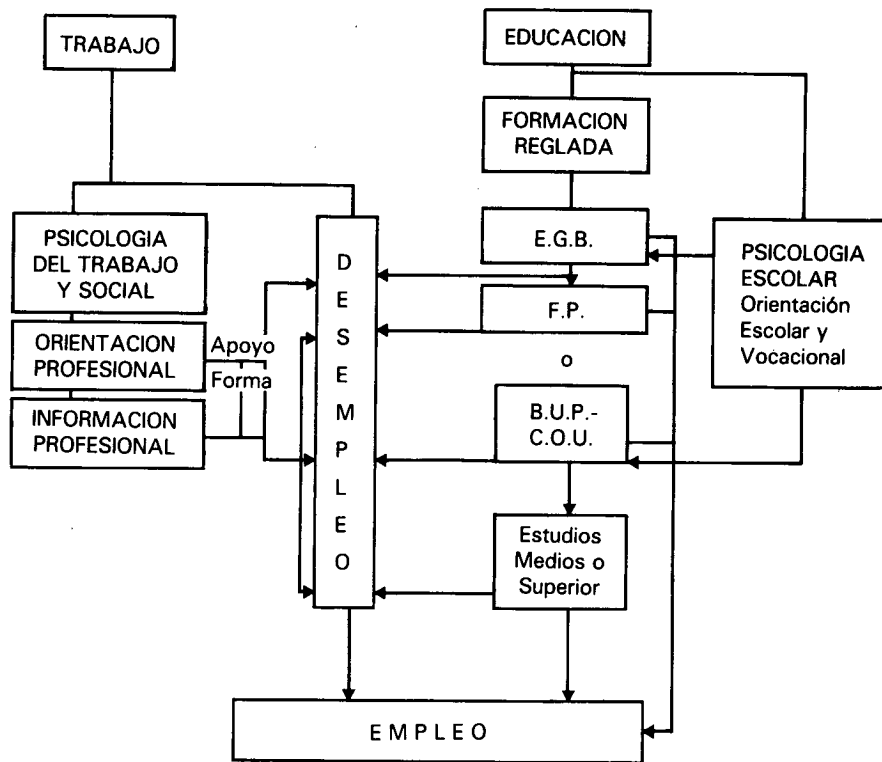 TRABAJO
EDUCACION
FORMACION
REGLADA
PSICOLOGIA
DEL TRABAJO
Y SOCIAL
ORIENTACION
PROFESIONAL
INFORMACION
PROFESIONAL
Apoyo
Forma
D
E
S
E
M
P
L
E
O
E.G.B.
F.P.
o
B.U.P.-
C.O.U.
Estudios
Medios o
Superior
PSICOLOGIA
ESCOLAR
Orientación
Escolar y
Vocacional
EMPLEO